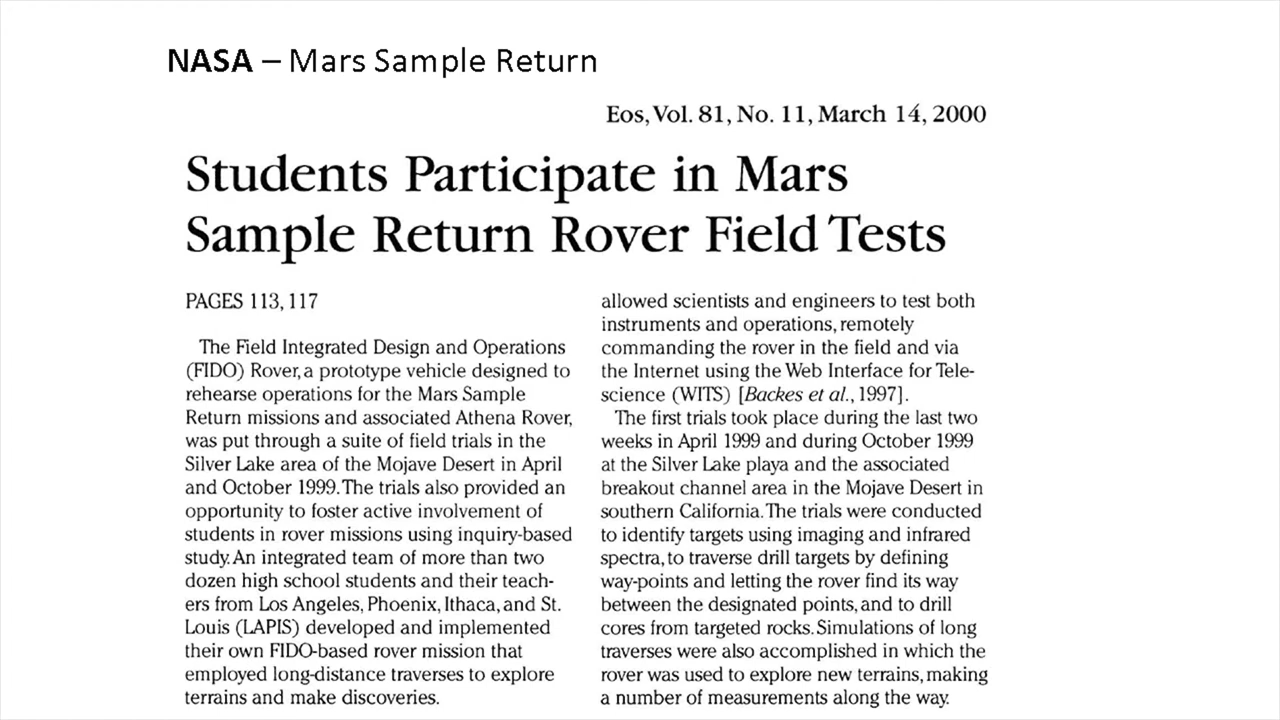 NASA – Mars Sample Return
Eos, Vol. 81, No. 11, March 14, 2000
Students Participate in Mars
Sample Return Rover Field Tests
PAGES 113, 117
The Field Integrated Design and Operations
(FIDO) Rover, a prototype vehicle designed to
rehearse operations for the Mars Sample
Return missions and associated Athena Rover,
was put through a suite of field trials in the
Silver Lake area of the Mojave Desert in April
and October 1999. The trials also provided an
opportunity to foster active involvement of
students in rover missions using inquiry-based
study. An integrated team of more than two
dozen high school students and their teach-
ers from Los Angeles, Phoenix, Ithaca, and St.
Louis (LAPIS) developed and implemented
their own FIDO-based rover mission that
employed long-distance traverses to explore
terrains and make discoveries.
allowed scientists and engineers to test both
instruments and operations, remotely
commanding the rover in the field and via
the Internet using the Web Interface for Tele-
science (WITS) [Backes et al., 1997].
The first trials took place during the last two
weeks in April 1999 and during October 1999
at the Silver Lake playa and the associated
breakout channel area in the Mojave Desert in
southern California. The trials were conducted
to identify targets using imaging and infrared
spectra, to traverse drill targets by defining
way-points and letting the rover find its way
between the designated points, and to drill
cores from targeted rocks. Simulations of long
traverses were also accomplished in which the
rover was used to explore new terrains, making
a number of measurements along the way.